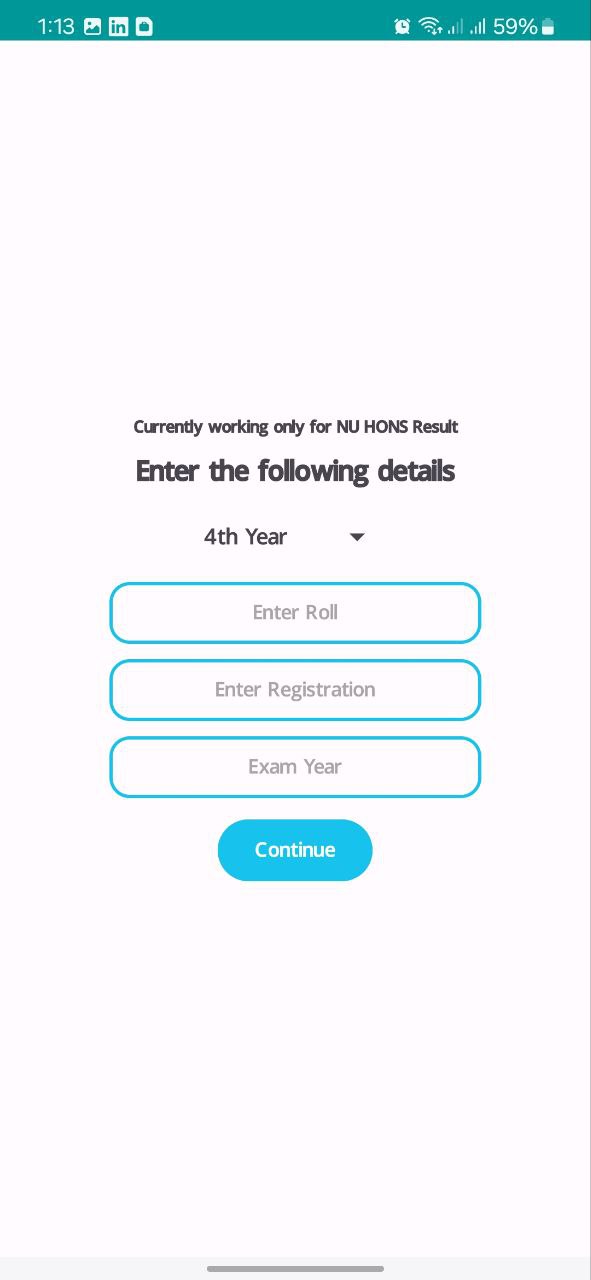 1:13 in 59%
Currently working only for NU HONS Result
Enter the following details
4th Year
Enter Roll
Enter Registration
Exam Year
Continue